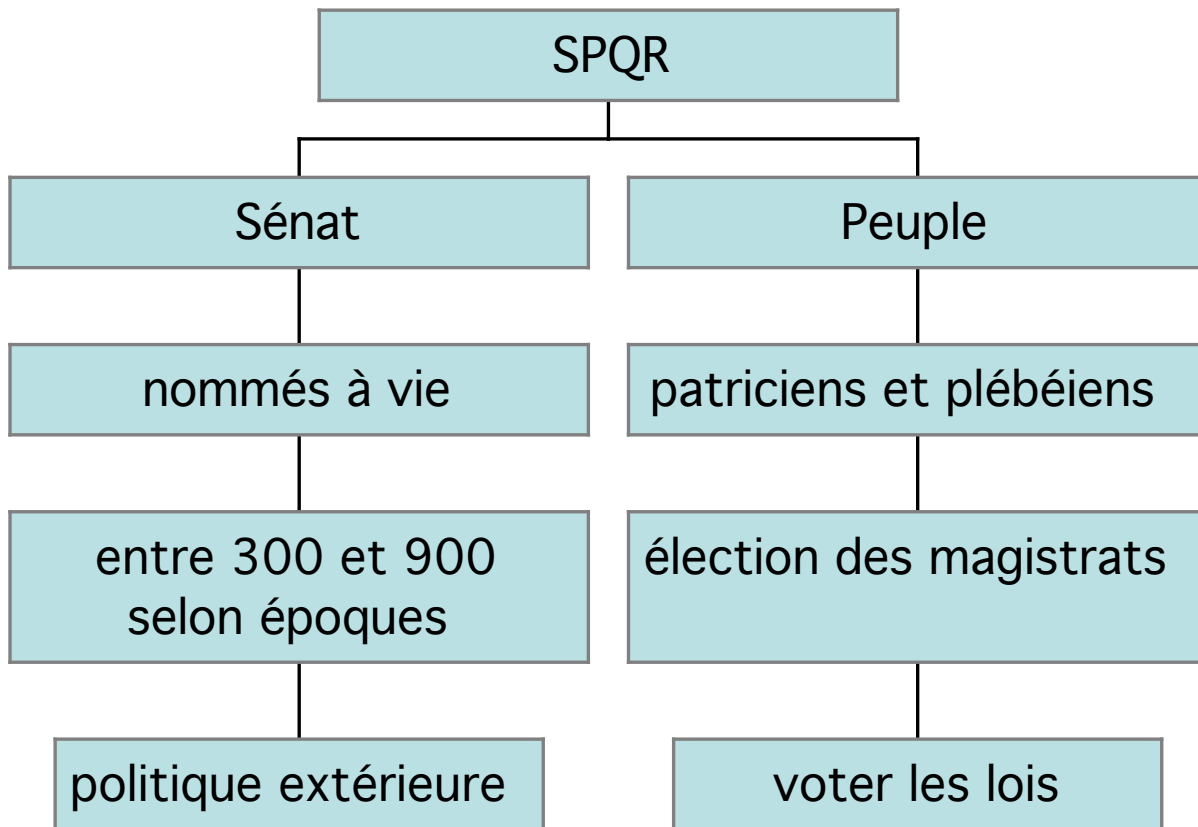 SPQR
Sénat
Peuple
nommés à vie
patriciens et plébéiens
entre 300 et 900
selon époques
élection des magistrats
politique extérieure
voter les lois